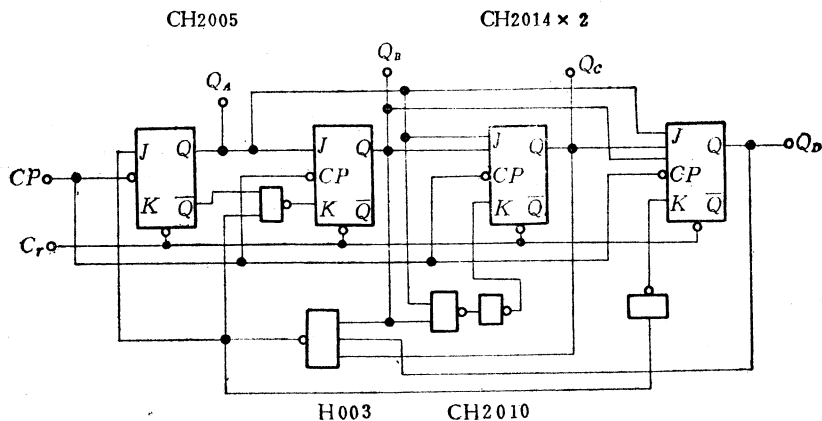 CH2005 CH2014 × 2
Q_A Q_B Q_C
J Q J Q J Q J Q Q_D
CP CP CP CP
K Q̅ K Q̅ K Q̅ K Q̅
C_r
H003 CH2010